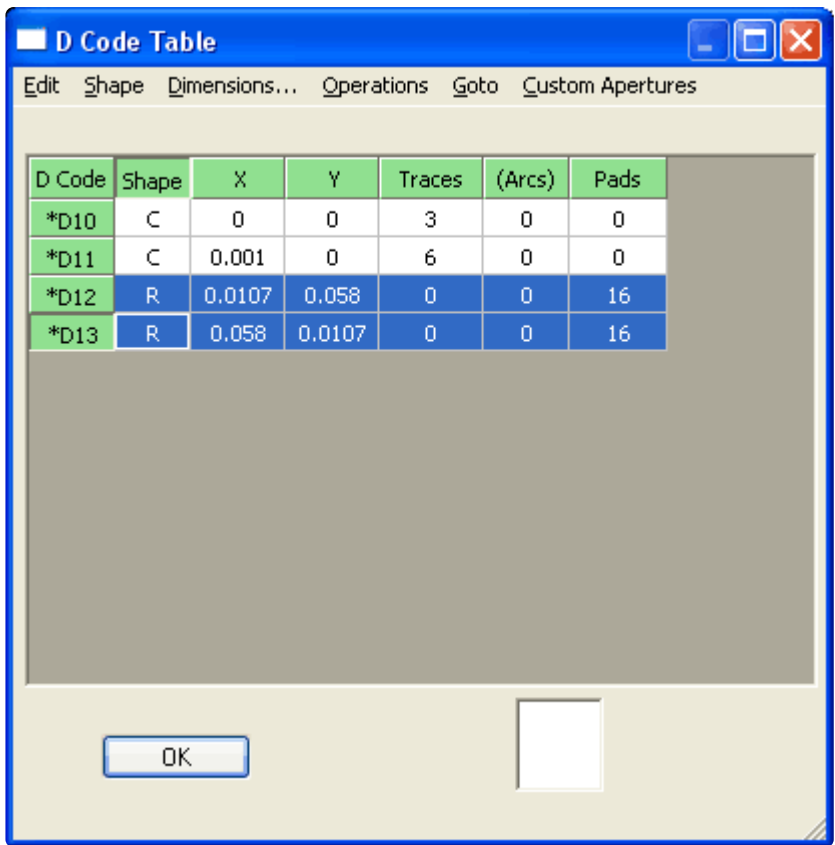 D Code Table
Edit Shape Dimensions... Operations Goto Custom Apertures
D Code Shape X Y Traces (Arcs) Pads
*D10 C 0 0 3 0 0
*D11 C 0.001 0 6 0 0
*D12 R 0.0107 0.058 0 0 16
*D13 R 0.058 0.0107 0 0 16
OK